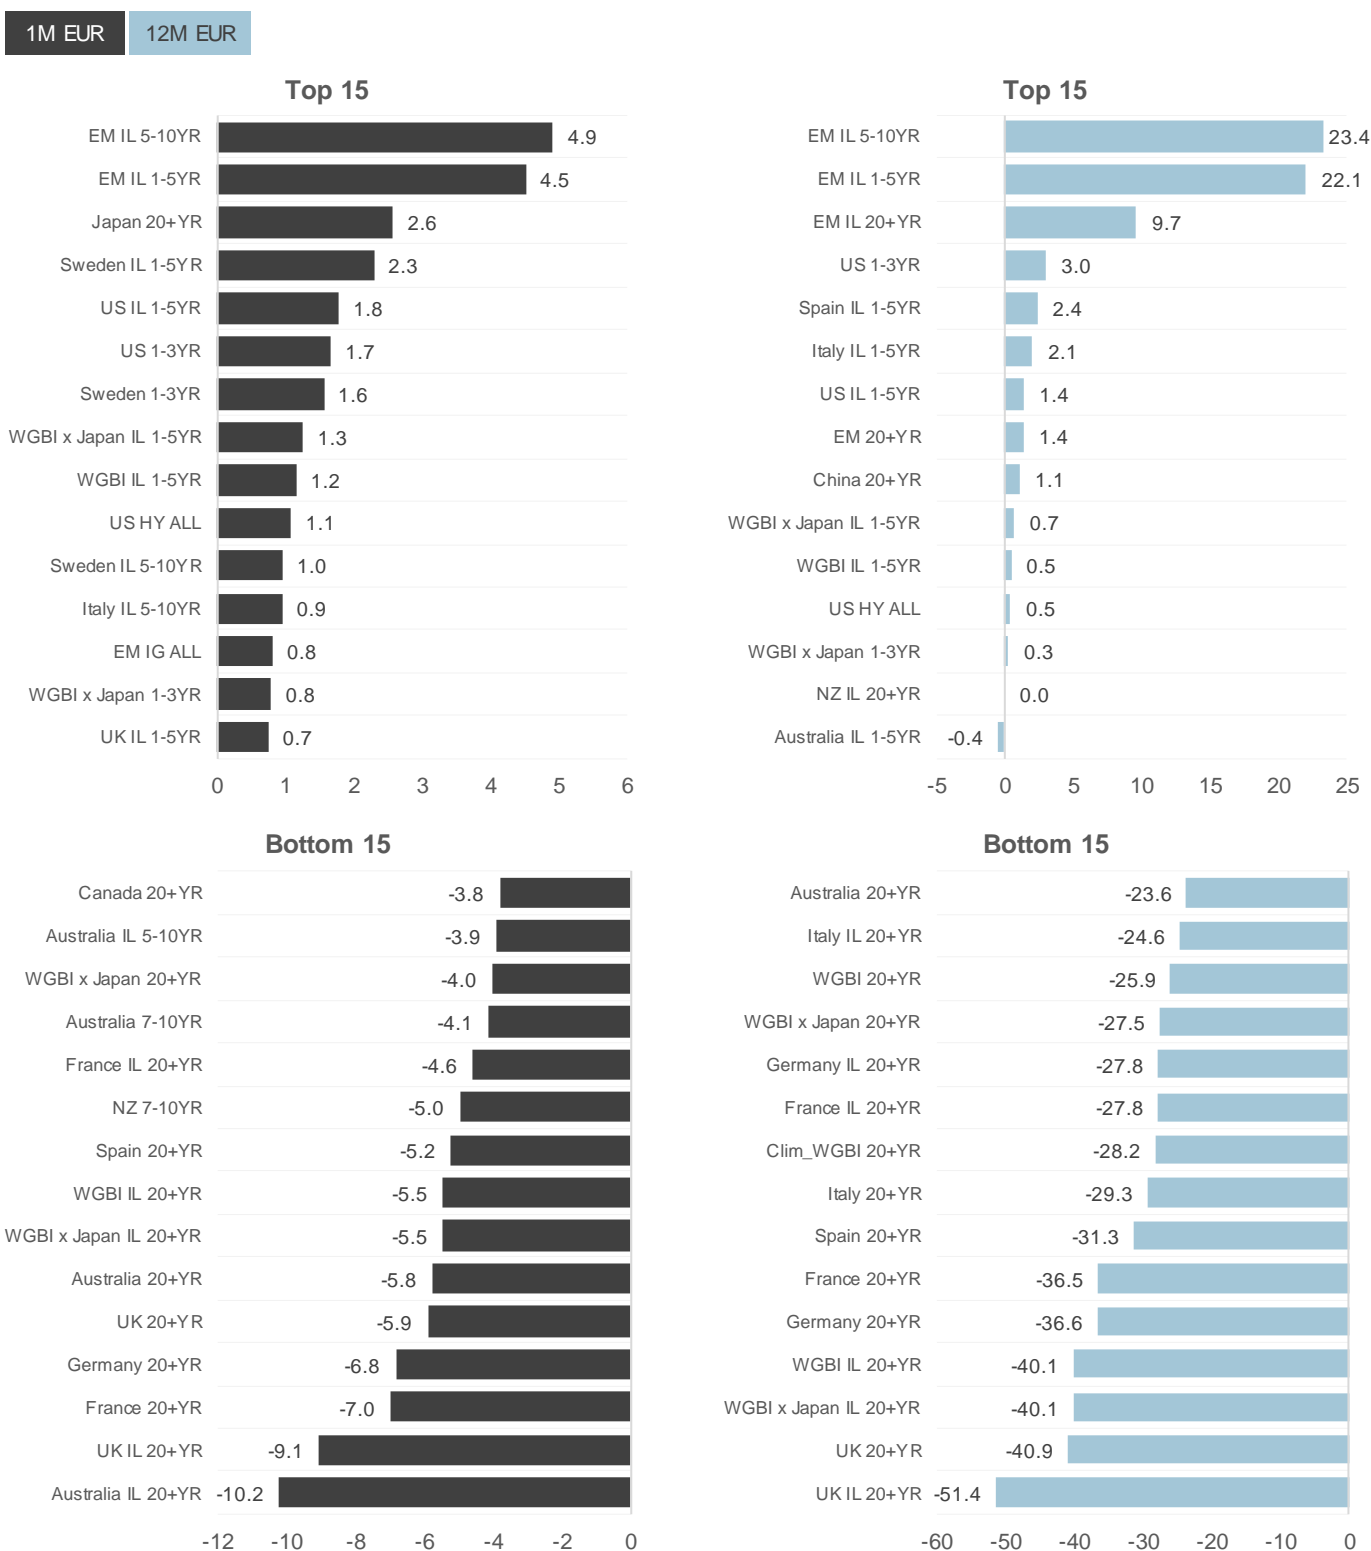 1M EUR 12M EUR
Top 15
EM IL 5-10YR 4.9
EM IL 1-5YR 4.5
Japan 20+YR 2.6
Sweden IL 1-5YR 2.3
US IL 1-5YR 1.8
US 1-3YR 1.7
Sweden 1-3YR 1.6
WGBI x Japan IL 1-5YR 1.3
WGBI IL 1-5YR 1.2
US HY ALL 1.1
Sweden IL 5-10YR 1.0
Italy IL 5-10YR 0.9
EM IG ALL 0.8
WGBI x Japan 1-3YR 0.8
UK IL 1-5YR 0.7
0 1 2 3 4 5 6
Top 15
EM IL 5-10YR 23.4
EM IL 1-5YR 22.1
EM IL 20+YR 9.7
US 1-3YR 3.0
Spain IL 1-5YR 2.4
Italy IL 1-5YR 2.1
US IL 1-5YR 1.4
EM 20+YR 1.4
China 20+YR 1.1
WGBI x Japan IL 1-5YR 0.7
WGBI IL 1-5YR 0.5
US HY ALL 0.5
WGBI x Japan 1-3YR 0.3
NZ IL 20+YR 0.0
Australia IL 1-5YR -0.4
-5 0 5 10 15 20 25
Bottom 15
Canada 20+YR -3.8
Australia IL 5-10YR -3.9
WGBI x Japan 20+YR -4.0
Australia 7-10YR -4.1
France IL 20+YR -4.6
NZ 7-10YR -5.0
Spain 20+YR -5.2
WGBI IL 20+YR -5.5
WGBI x Japan IL 20+YR -5.5
Australia 20+YR -5.8
UK 20+YR -5.9
Germany 20+YR -6.8
France 20+YR -7.0
UK IL 20+YR -9.1
Australia IL 20+YR -10.2
-12 -10 -8 -6 -4 -2 0
Bottom 15
Australia 20+YR -23.6
Italy IL 20+YR -24.6
WGBI 20+YR -25.9
WGBI x Japan 20+YR -27.5
Germany IL 20+YR -27.8
France IL 20+YR -27.8
Clim_WGBI 20+YR -28.2
Italy 20+YR -29.3
Spain 20+YR -31.3
France 20+YR -36.5
Germany 20+YR -36.6
WGBI IL 20+YR -40.1
WGBI x Japan IL 20+YR -40.1
UK 20+YR -40.9
UK IL 20+YR -51.4
-60 -50 -40 -30 -20 -10 0